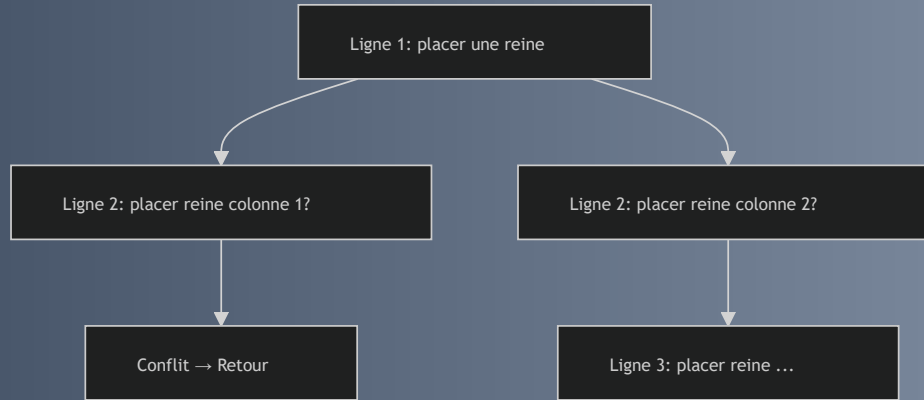 Ligne 1: placer une reine
Ligne 2: placer reine colonne 1?
Ligne 2: placer reine colonne 2?
Conflit → Retour
Ligne 3: placer reine ...